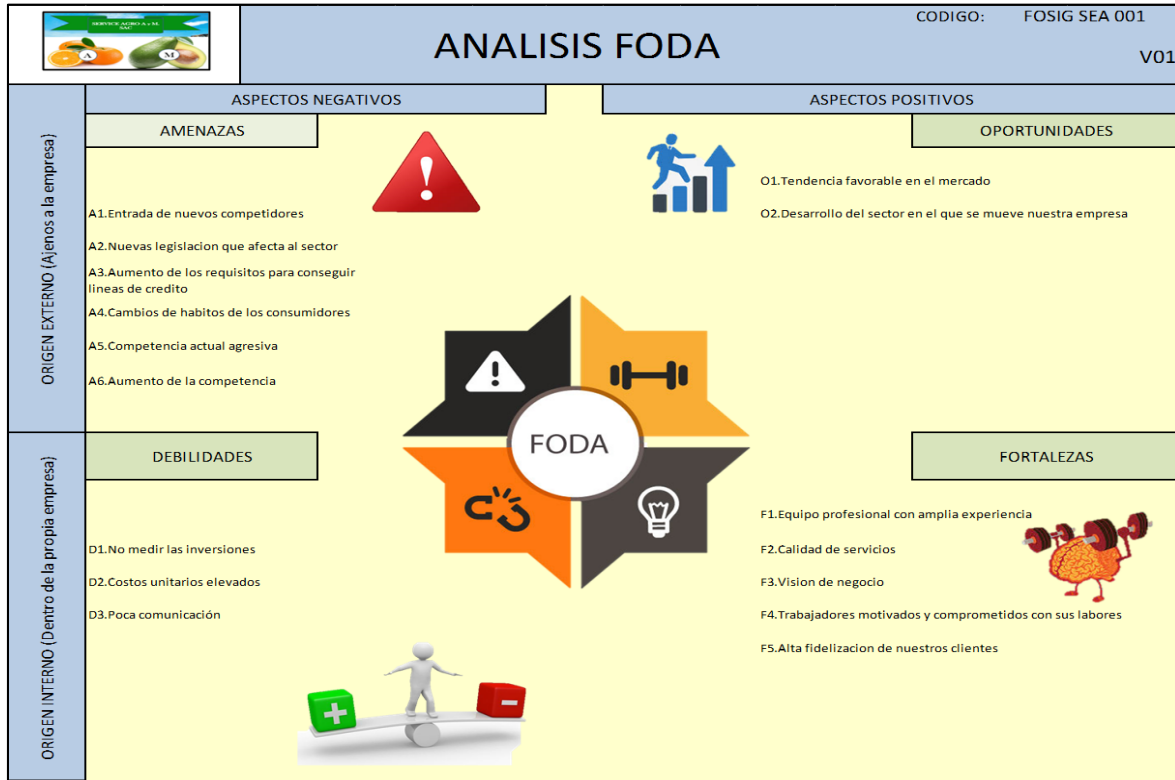 SERVICE AGRO A y M.
SAC
A
M
ANALISIS FODA
CODIGO: FOSIG SEA 001
V01
ASPECTOS NEGATIVOS
ASPECTOS POSITIVOS
ORIGEN EXTERNO (Ajenos a la empresa)
AMENAZAS
A1.Entrada de nuevos competidores
A2.Nuevas legislacion que afecta al sector
A3.Aumento de los requisitos para conseguir
lineas de credito
A4.Cambios de habitos de los consumidores
A5.Competencia actual agresiva
A6.Aumento de la competencia
OPORTUNIDADES
O1.Tendencia favorable en el mercado
O2.Desarrollo del sector en el que se mueve nuestra empresa
FODA
ORIGEN INTERNO (Dentro de la propia empresa)
DEBILIDADES
D1.No medir las inversiones
D2.Costos unitarios elevados
D3.Poca comunicación
FORTALEZAS
F1.Equipo profesional con amplia experiencia
F2.Calidad de servicios
F3.Vision de negocio
F4.Trabajadores motivados y comprometidos con sus labores
F5.Alta fidelizacion de nuestros clientes